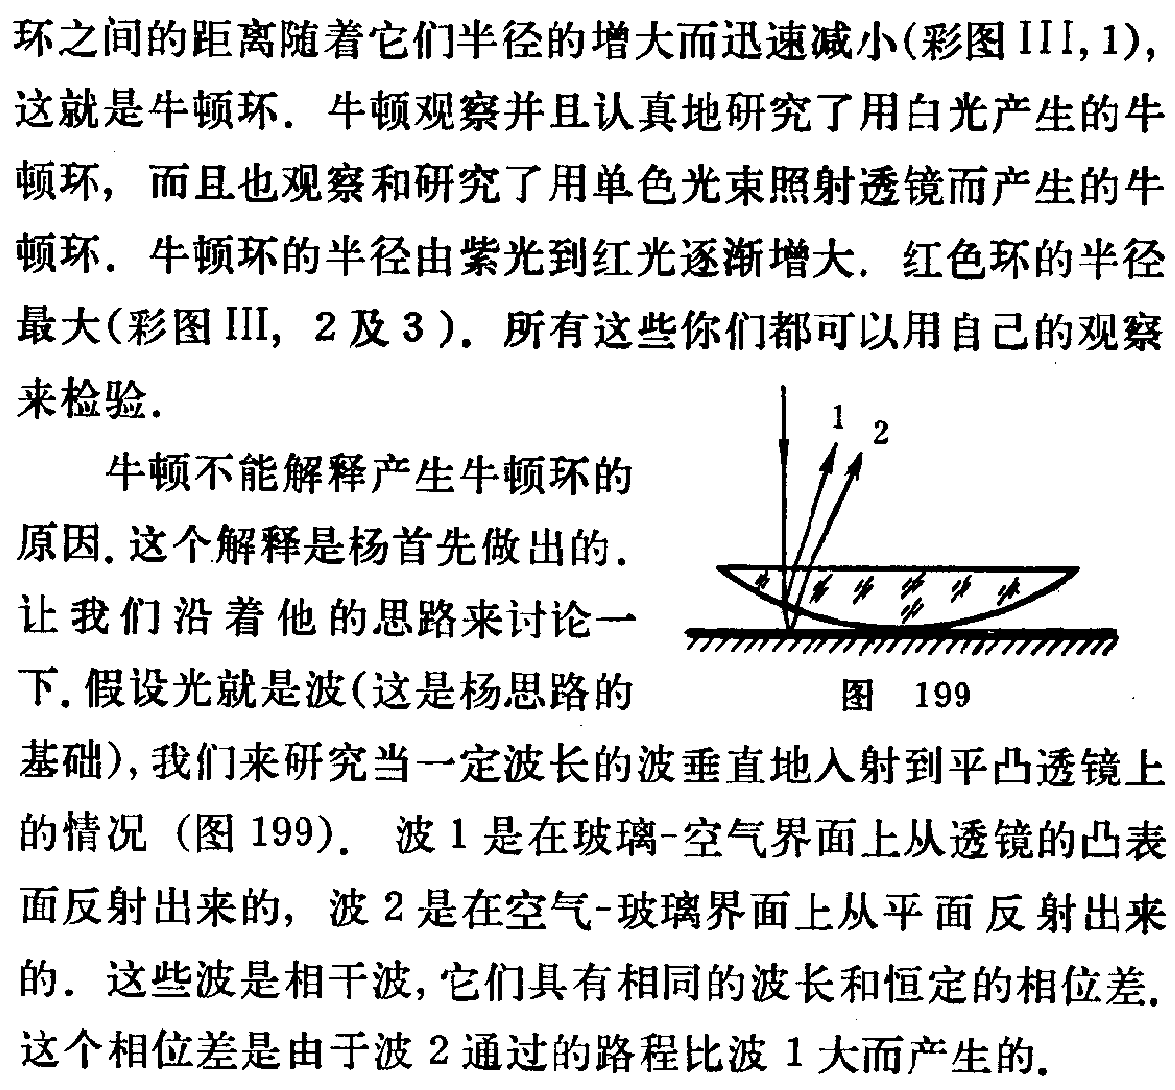 环之间的距离随着它们半径的增大而迅速减小(彩图III,1),
这就是牛顿环. 牛顿观察并且认真地研究了用白光产生的牛
顿环, 而且也观察和研究了用单色光束照射透镜而产生的牛
顿环. 牛顿环的半径由紫光到红光逐渐增大. 红色环的半径
最大(彩图III, 2及3). 所有这些你们都可以用自己的观察
来检验.
1 2
牛顿不能解释产生牛顿环的
原因. 这个解释是杨首先做出的.
让我们沿着他的思路来讨论一
下. 假设光就是波(这是杨思路的
图 199
基础), 我们来研究当一定波长的波垂直地入射到平凸透镜上
的情况 (图199). 波1是在玻璃-空气界面上从透镜的凸表
面反射出来的, 波2是在空气-玻璃界面上从平面反射出来
的. 这些波是相干波, 它们具有相同的波长和恒定的相位差.
这个相位差是由于波2通过的路程比波1大而产生的.